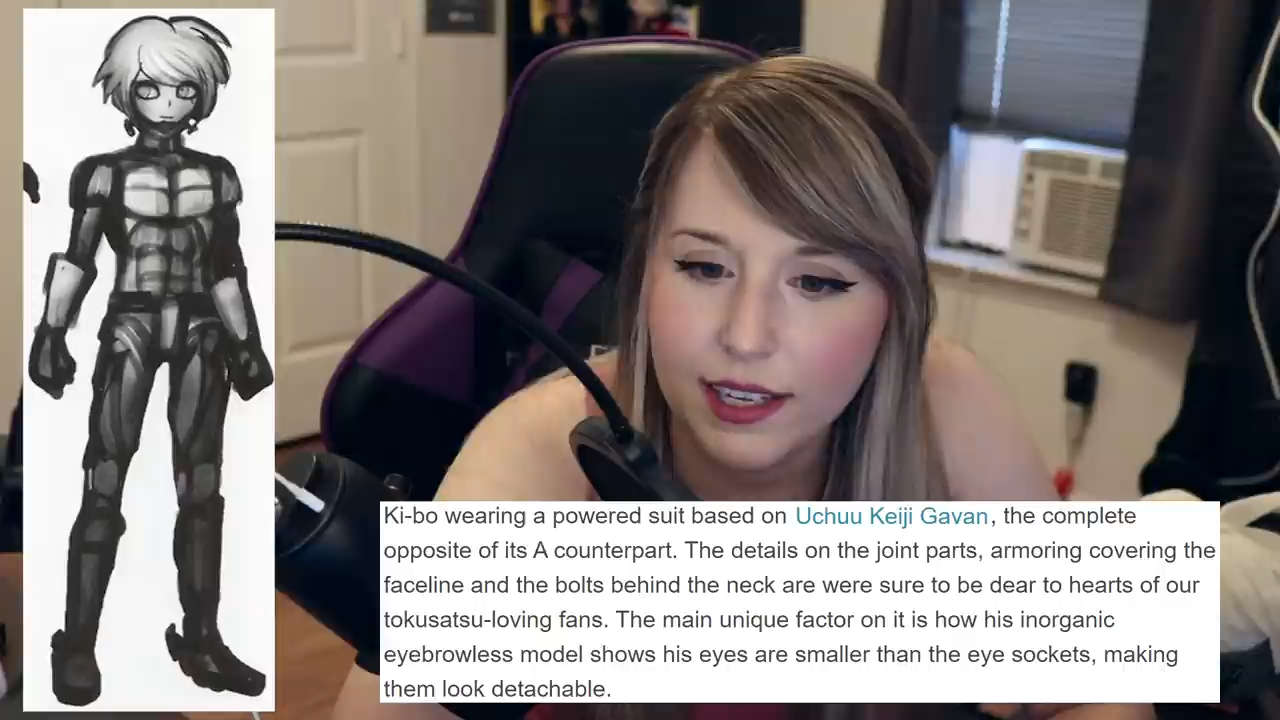 Ki-bo wearing a powered suit based on Uchuu Keiji Gavan, the complete
opposite of its A counterpart. The details on the joint parts, armoring covering the
faceline and the bolts behind the neck are were sure to be dear to hearts of our
tokusatsu-loving fans. The main unique factor on it is how his inorganic
eyebrowless model shows his eyes are smaller than the eye sockets, making
them look detachable.